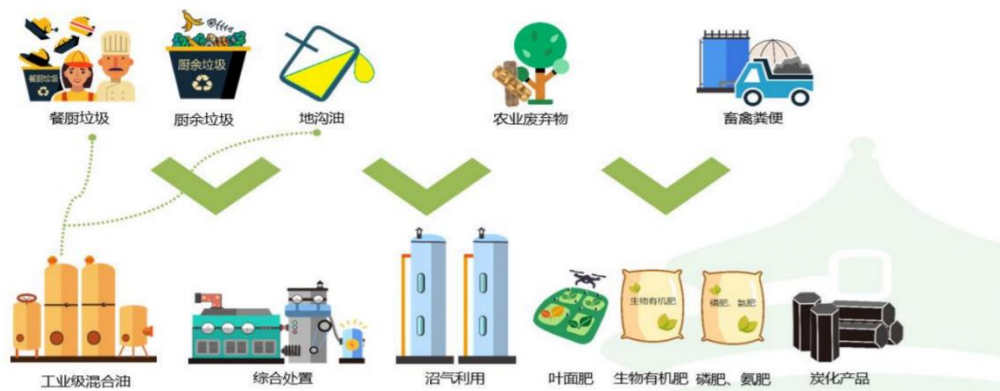 餐厨垃圾
厨余垃圾
餐厨垃圾
厨余垃圾
地沟油
农业废弃物
畜禽粪便
生物有机肥
磷肥、氨肥
工业级混合油
综合处置
沼气利用
叶面肥
生物有机肥
磷肥、氨肥
炭化产品